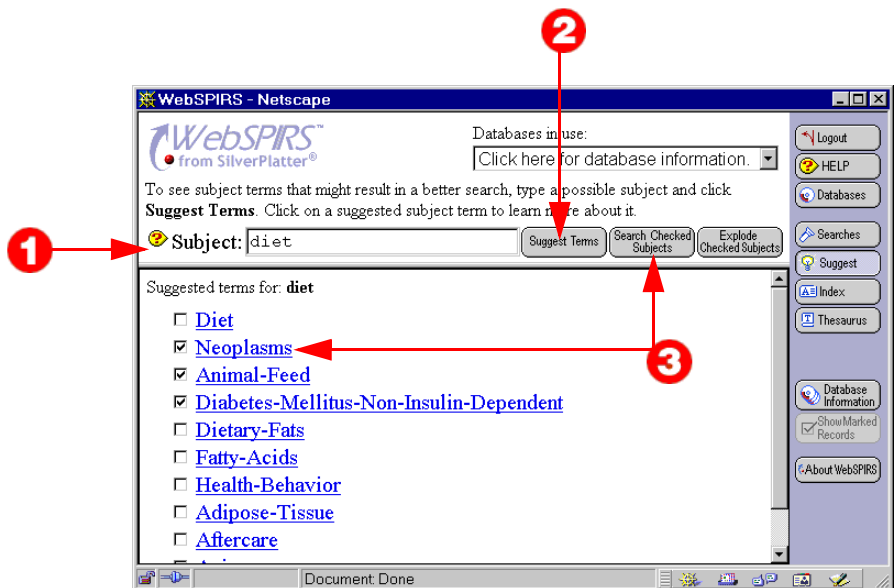 2
WebSPIRS - Netscape
WebSPIRS™
from SilverPlatter®
Databases in use:
Click here for database information.
To see subject terms that might result in a better search, type a possible subject and click
Suggest Terms. Click on a suggested subject term to learn more about it.
1
Subject: diet
Suggest Terms
Search Checked
Subjects
Explode
Checked Subjects
Suggested terms for: diet
Diet
Neoplasms
3
Animal-Feed
Diabetes-Mellitus-Non-Insulin-Dependent
Dietary-Fats
Fatty-Acids
Health-Behavior
Adipose-Tissue
Aftercare
Logout
HELP
Databases
Searches
Suggest
Index
Thesaurus
Database
Information
Show Marked
Records
About WebSPIRS
Document: Done